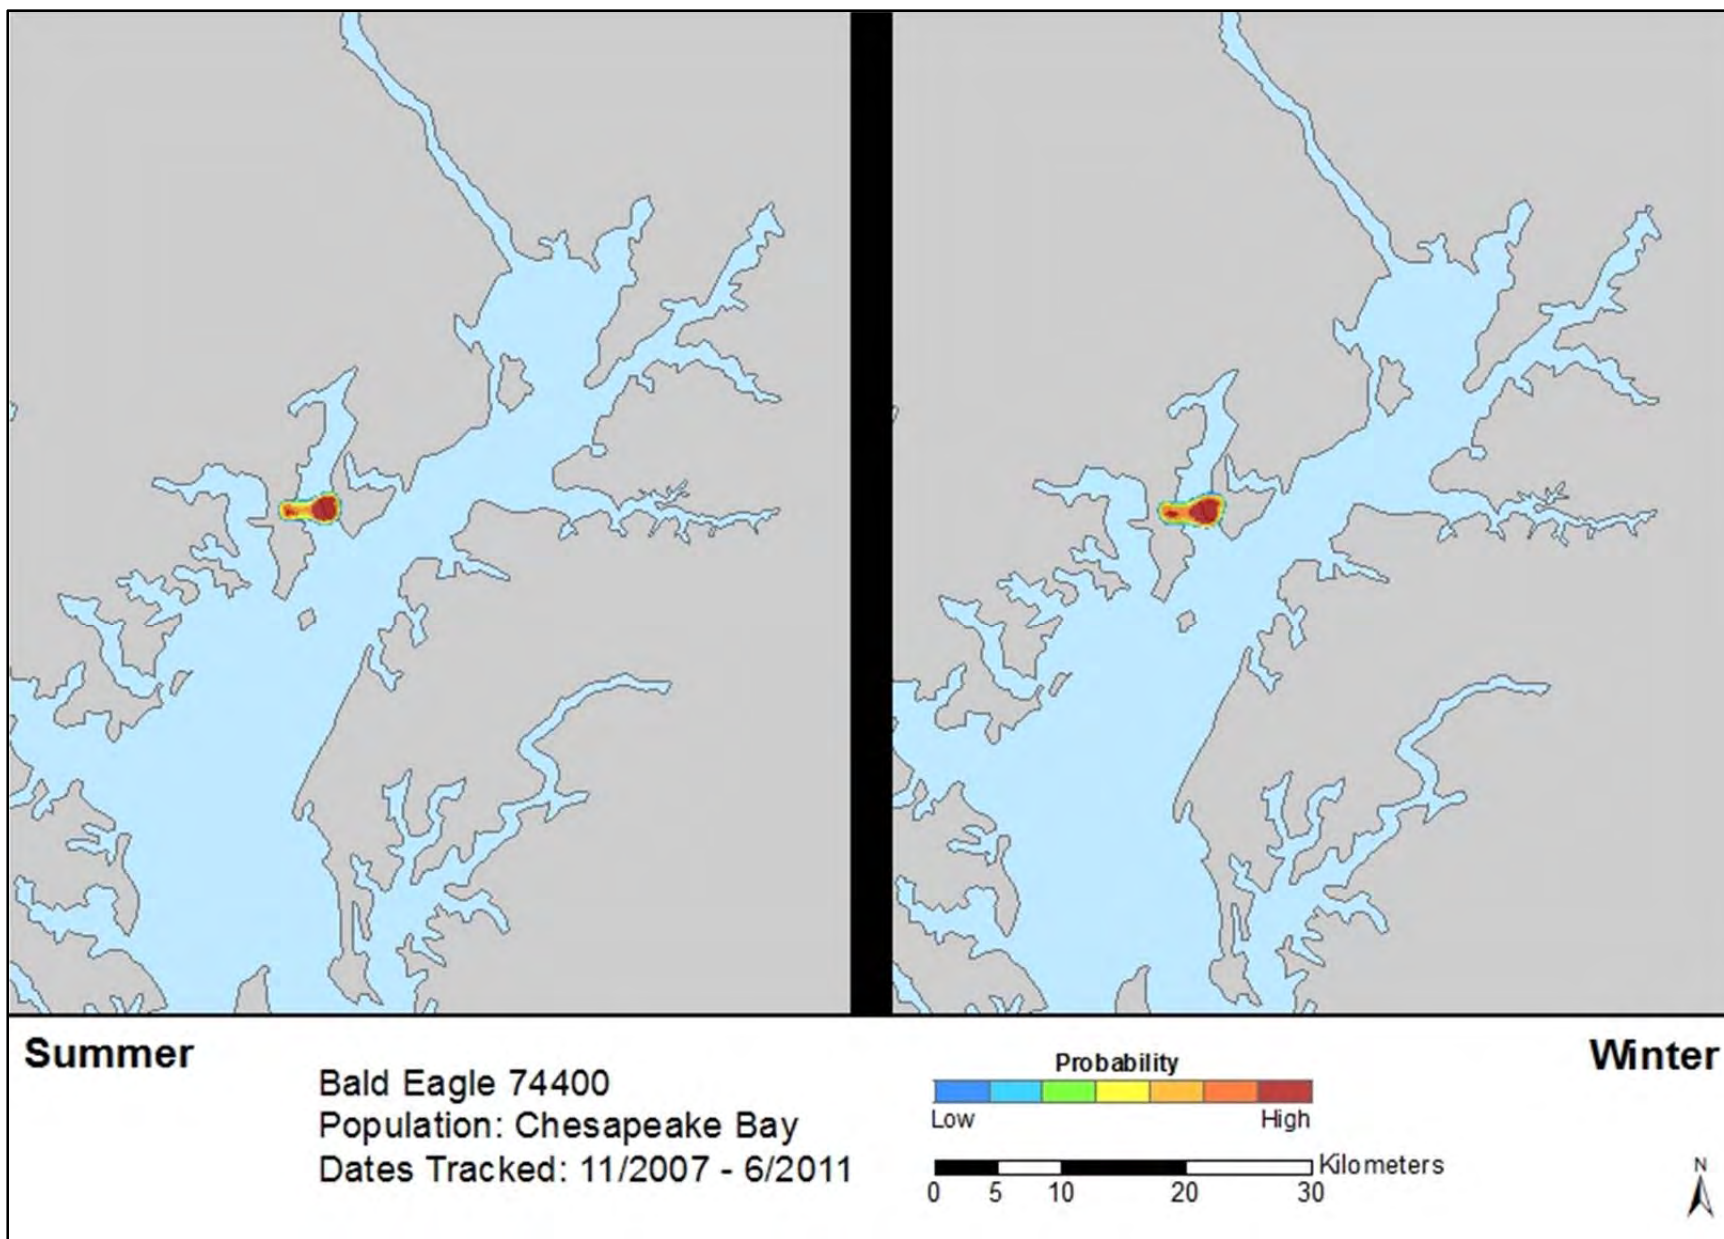 Summer
Winter
Bald Eagle 74400
Population: Chesapeake Bay
Dates Tracked: 11/2007 - 6/2011
Probability
Low High
Kilometers
0 5 10 20 30
N